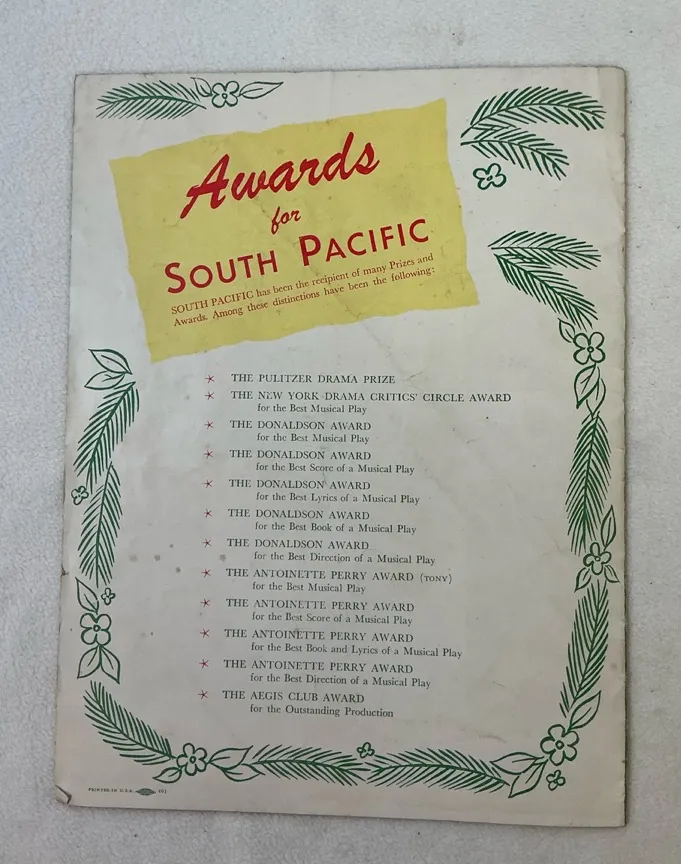 Awards
for
SOUTH PACIFIC
SOUTH PACIFIC has been the recipient of many Prizes and
Awards. Among these distinctions have been the following:
THE PULITZER DRAMA PRIZE
THE NEW YORK DRAMA CRITICS' CIRCLE AWARD
for the Best Musical Play
THE DONALDSON AWARD
for the Best Musical Play
THE DONALDSON AWARD
for the Best Score of a Musical Play
THE DONALDSON AWARD
for the Best Lyrics of a Musical Play
THE DONALDSON AWARD
for the Best Book of a Musical Play
THE DONALDSON AWARD
for the Best Direction of a Musical Play
THE ANTOINETTE PERRY AWARD (TONY)
for the Best Musical Play
THE ANTOINETTE PERRY AWARD
for the Best Score of a Musical Play
THE ANTOINETTE PERRY AWARD
for the Best Book and Lyrics of a Musical Play
THE ANTOINETTE PERRY AWARD
for the Best Direction of a Musical Play
THE AEGIS CLUB AWARD
for the Outstanding Production
PRINTED IN U.S.A.